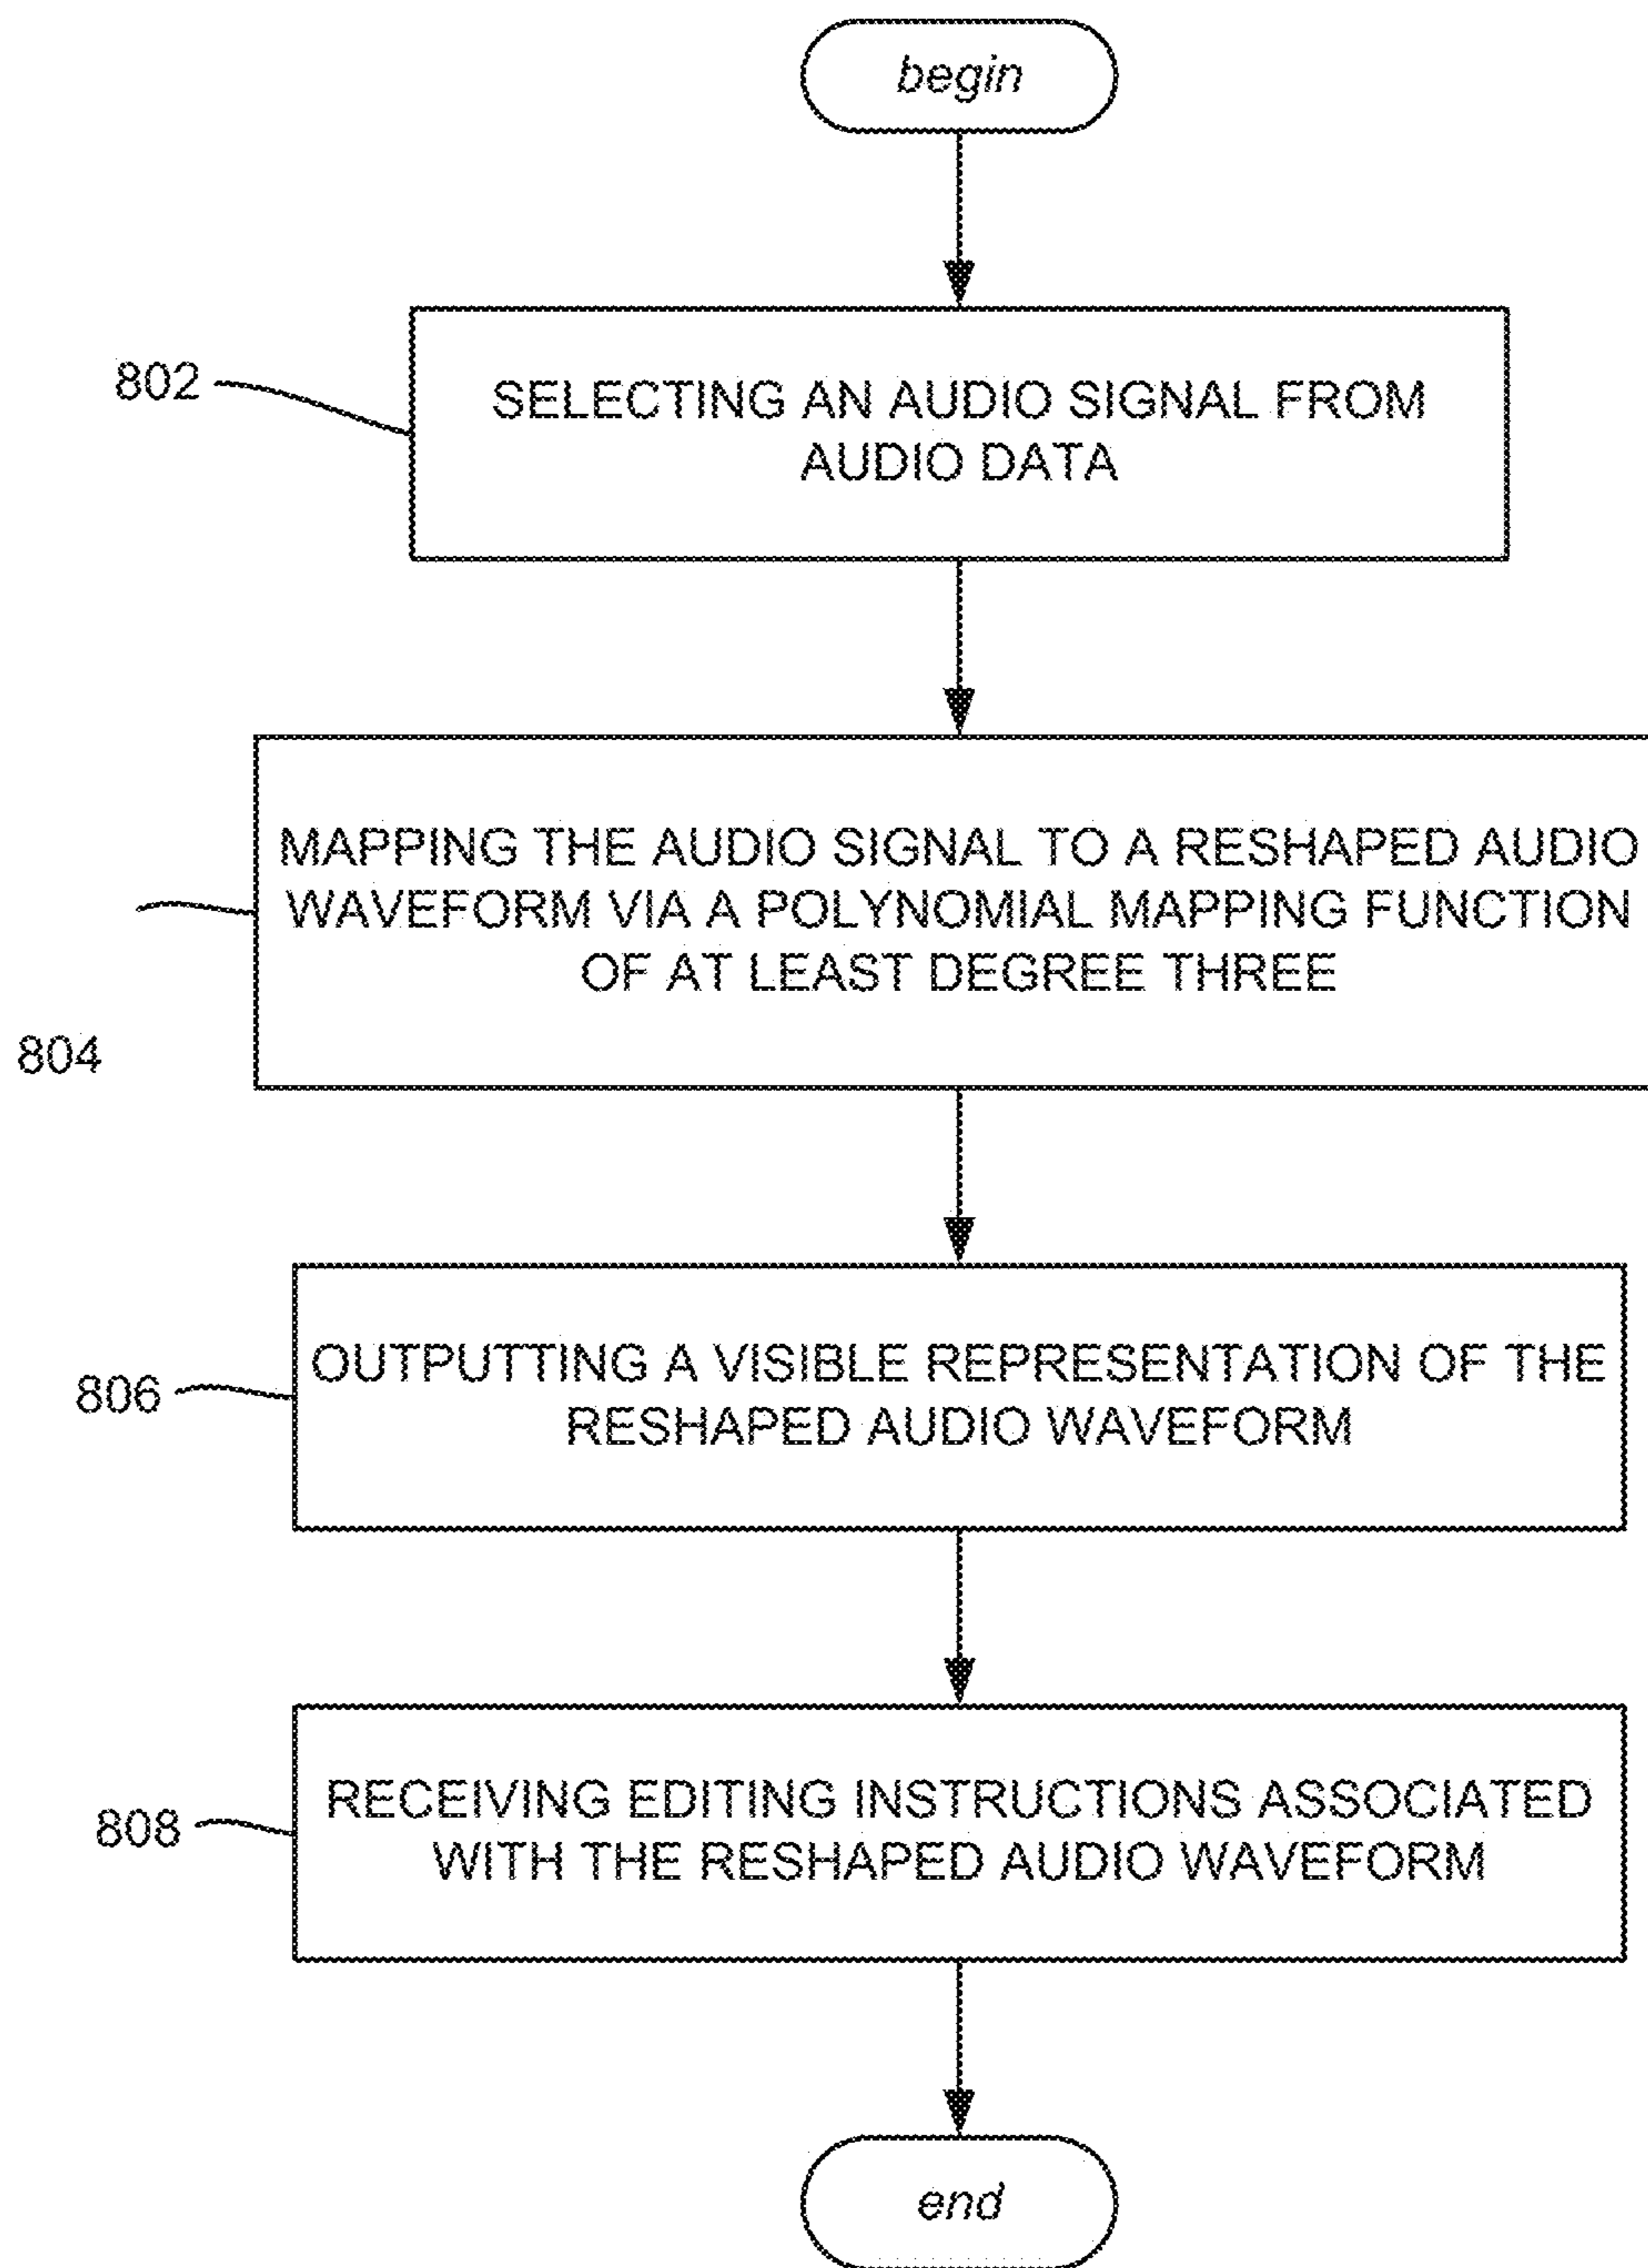 begin
802
SELECTING AN AUDIO SIGNAL FROM
AUDIO DATA
MAPPING THE AUDIO SIGNAL TO A RESHAPED AUDIO
WAVEFORM VIA A POLYNOMIAL MAPPING FUNCTION
OF AT LEAST DEGREE THREE
804
OUTPUTTING A VISIBLE REPRESENTATION OF THE
RESHAPED AUDIO WAVEFORM
806
RECEIVING EDITING INSTRUCTIONS ASSOCIATED
WITH THE RESHAPED AUDIO WAVEFORM
808
end